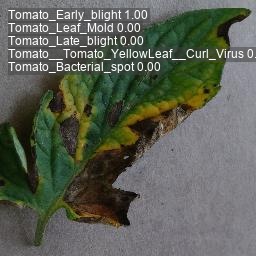 Tomato_Early_blight 1.00
Tomato_Leaf_Mold 0.00
Tomato_Late_blight 0.00
Tomato__Tomato_YellowLeaf__Curl_Virus 0.
Tomato_Bacterial_spot 0.00